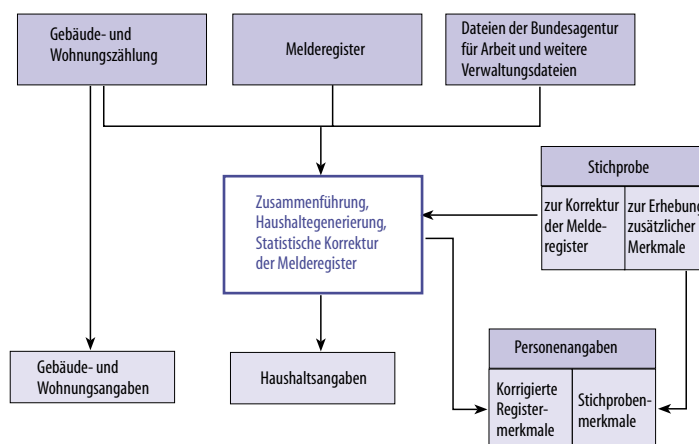 Gebäude- und
Wohnungszählung
Melderegister
Dateien der Bundesagentur
für Arbeit und weitere
Verwaltungsdateien
Stichprobe
zur Korrektur
der Melde-
register
zur Erhebung
zusätzlicher
Merkmale
Zusammenführung,
Haushaltegenerierung,
Statistische Korrektur
der Melderegister
Gebäude- und
Wohnungsangaben
Haushaltsangaben
Personenangaben
Korrigierte
Register-
merkmale
Stichproben-
merkmale